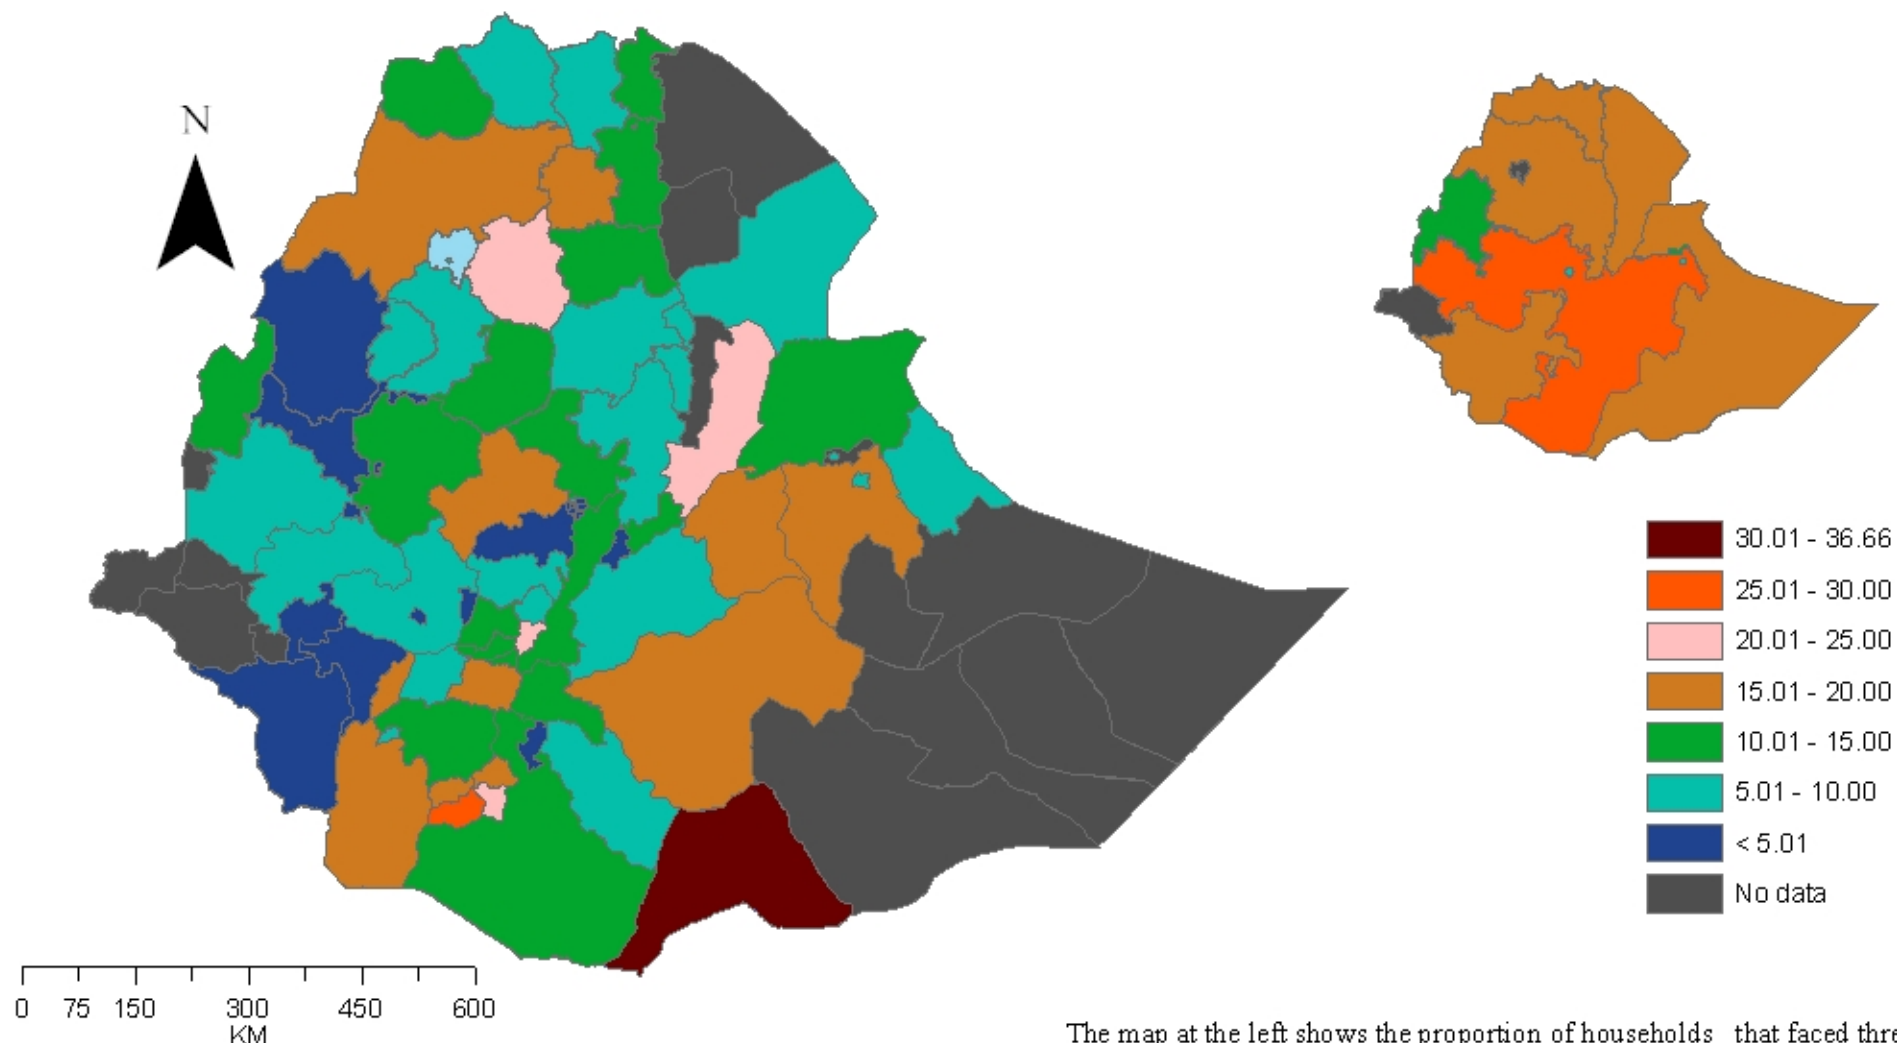 N
30.01 - 36.66
25.01 - 30.00
20.01 - 25.00
15.01 - 20.00
10.01 - 15.00
5.01 - 10.00
< 5.01
No data
0 75 150 300 450 600
KM
The map at the left shows the proportion of households that faced thre